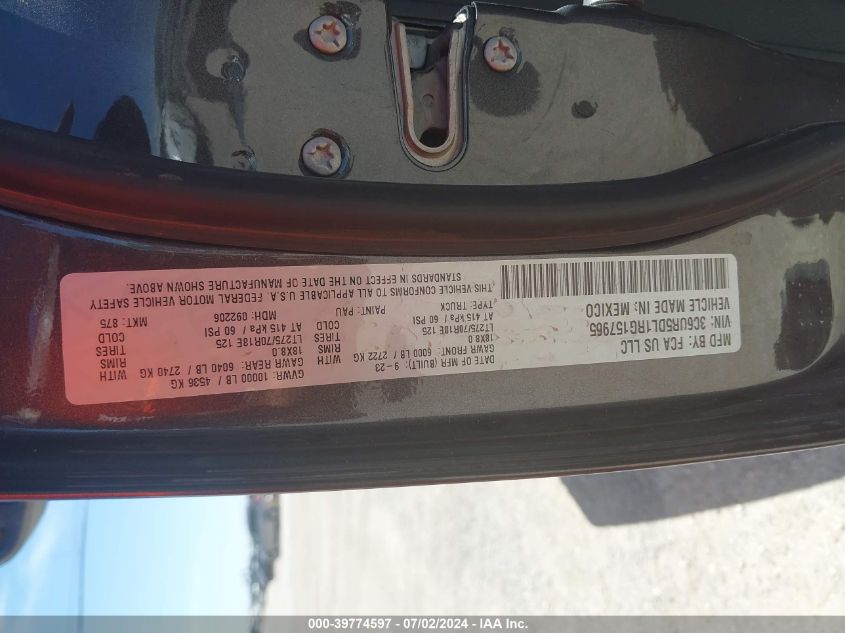 MFD BY: FCA US LLC
VIN: 3C6UR5DL1RG157965
VEHICLE MADE IN: MEXICO
DATE OF MFR (BUILT): 9-23 GVWR: 10000 LB / 4536 KG
GAWR FRONT: 6000 LB / 2722 KG WITH GAWR REAR: 6040 LB / 2740 KG WITH
18X8.0 RIMS 18X8.0 RIMS
LT275/70R18E 125 TIRES LT275/70R18E 125 TIRES
AT 415 kPa / 60 PSI COLD AT 415 kPa / 60 PSI COLD
TYPE: TRUCK PAINT: PAU MDH: 092206 MKT: 875
THIS VEHICLE CONFORMS TO ALL APPLICABLE U.S.A. FEDERAL MOTOR VEHICLE SAFETY
STANDARDS IN EFFECT ON THE DATE OF MANUFACTURE SHOWN ABOVE.
000-39774597 - 07/02/2024 - U.S. - IAA Inc.